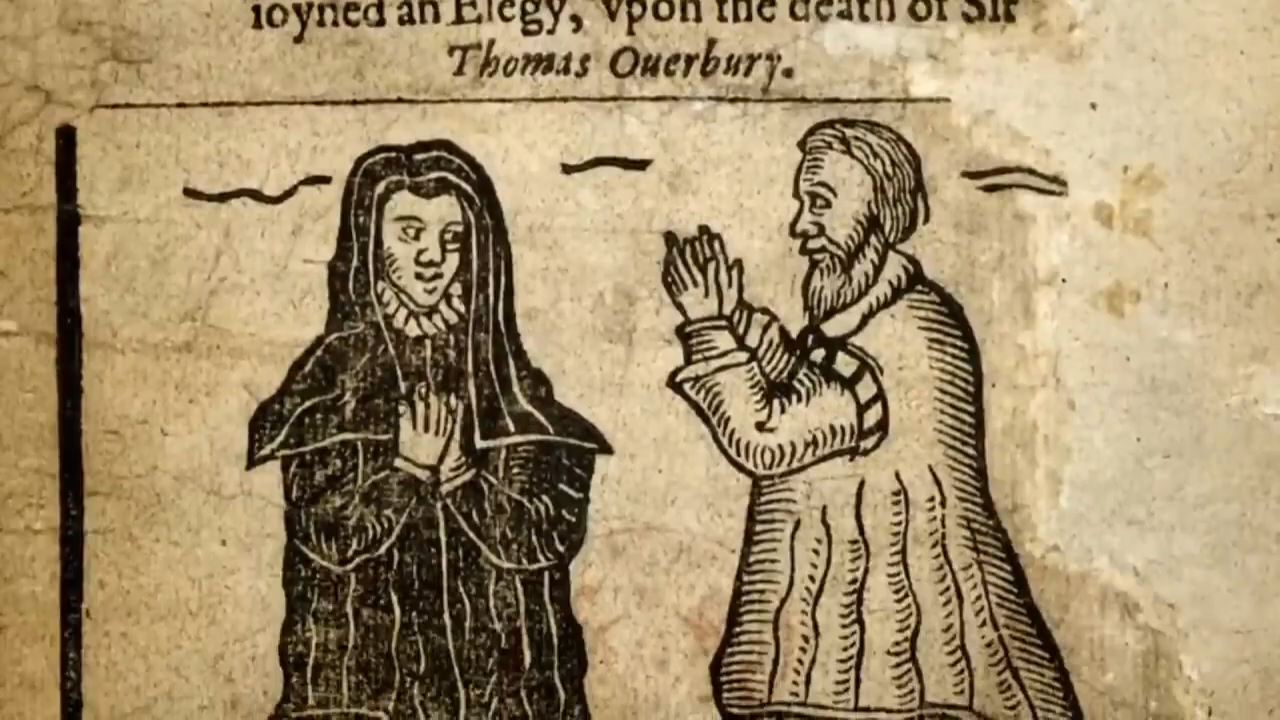 ioyned an Elegy, vpon the death of Sir
Thomas Ouerbury.